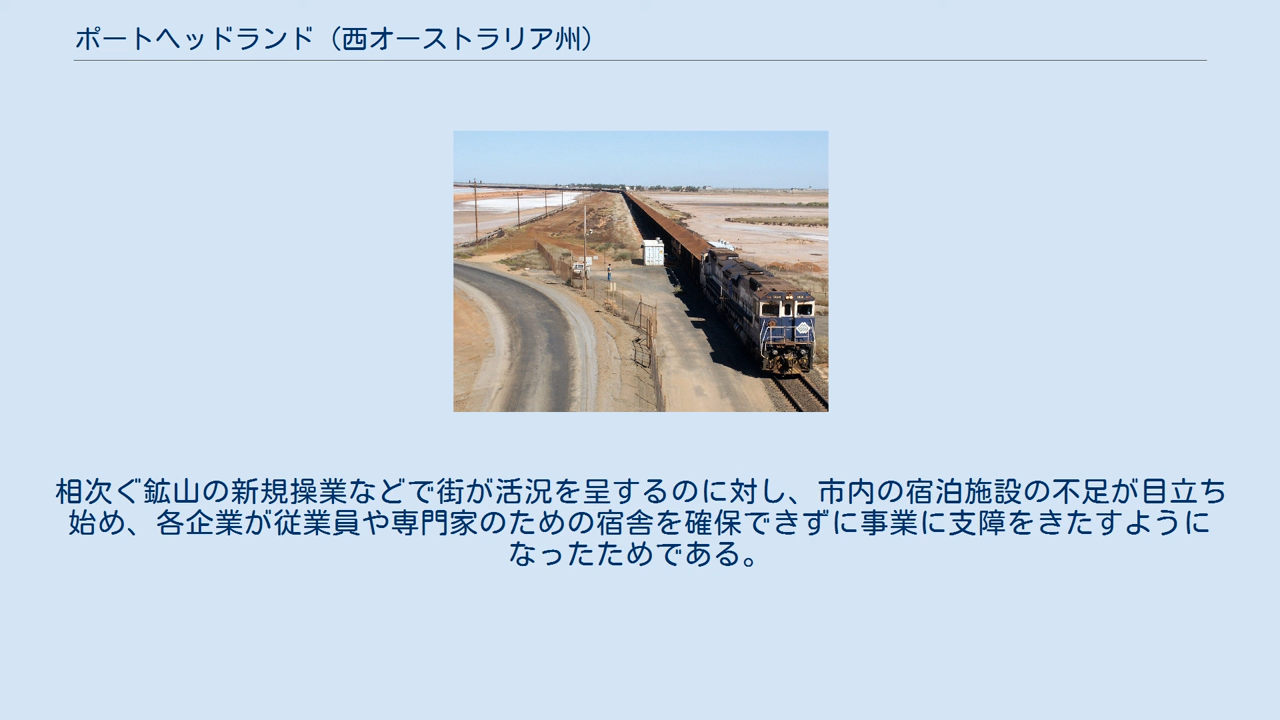 ポートヘッドランド（西オーストラリア州）
相次ぐ鉱山の新規操業などで街が活況を呈するのに対し、市内の宿泊施設の不足が目立ち
始め、各企業が従業員や専門家のための宿舎を確保できずに事業に支障をきたすように
なったためである。